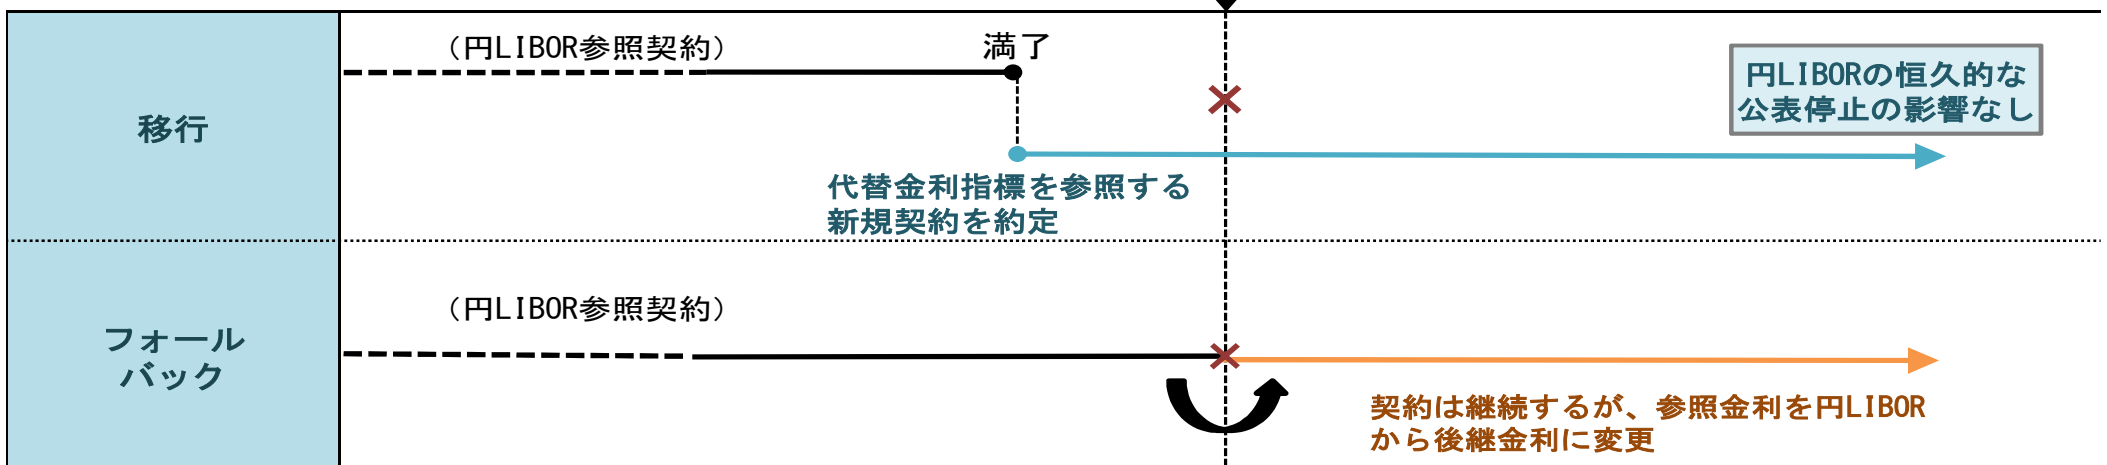 移行
（円LIBOR参照契約）
満了
円LIBORの恒久的な
公表停止の影響なし
代替金利指標を参照する
新規契約を約定
フォール
バック
（円LIBOR参照契約）
契約は継続するが、参照金利を円LIBOR
から後継金利に変更